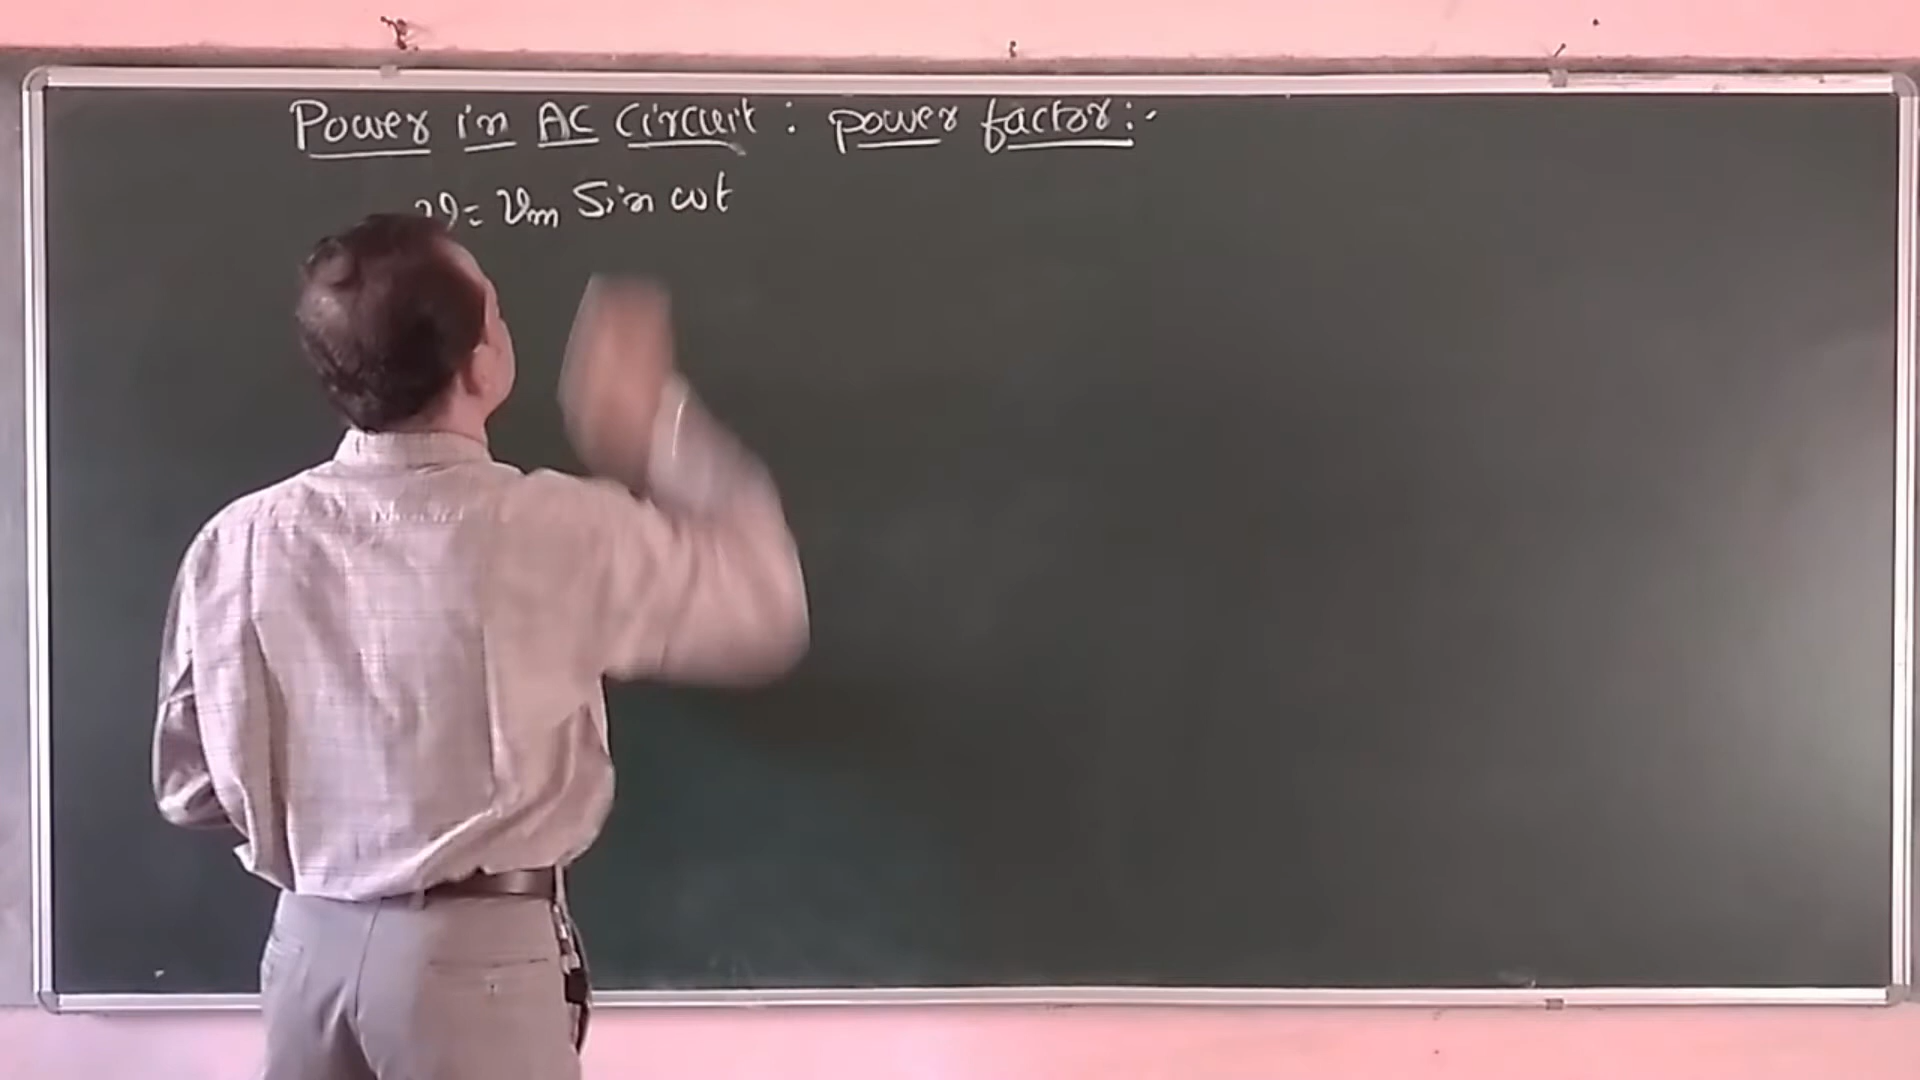 Power in AC Circuit : power factor:-
v = vm Sin ωt